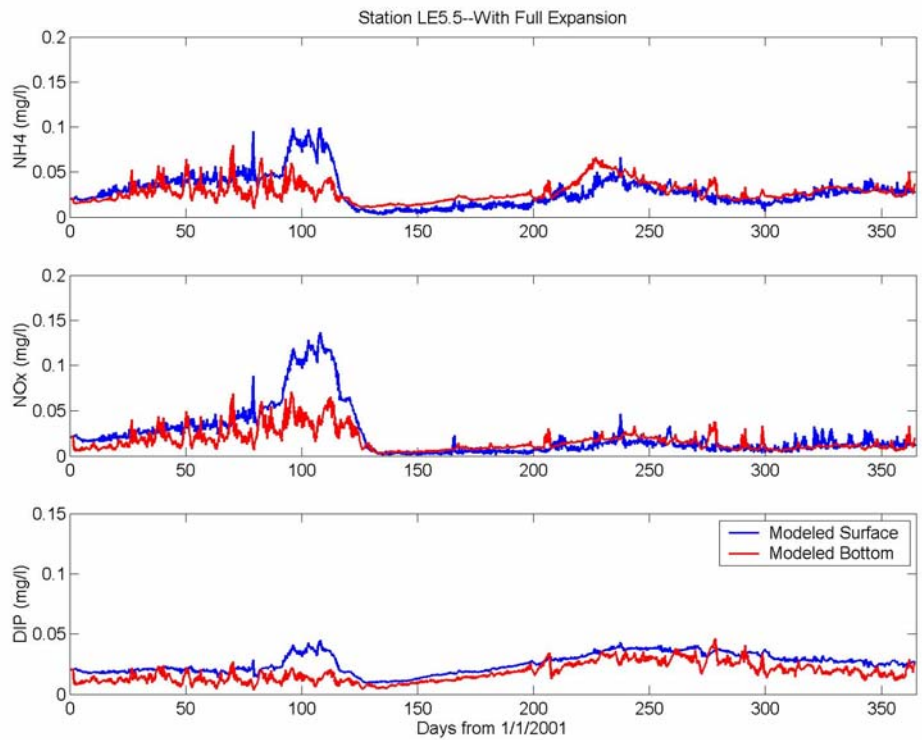 Station LE5.5--With Full Expansion
NH4 (mg/l)
0.2
0.15
0.1
0.05
0
0 50 100 150 200 250 300 350
NOx (mg/l)
0.2
0.15
0.1
0.05
0
0 50 100 150 200 250 300 350
DIP (mg/l)
0.15
0.1
0.05
0
Modeled Surface
Modeled Bottom
0 50 100 150 200 250 300 350
Days from 1/1/2001